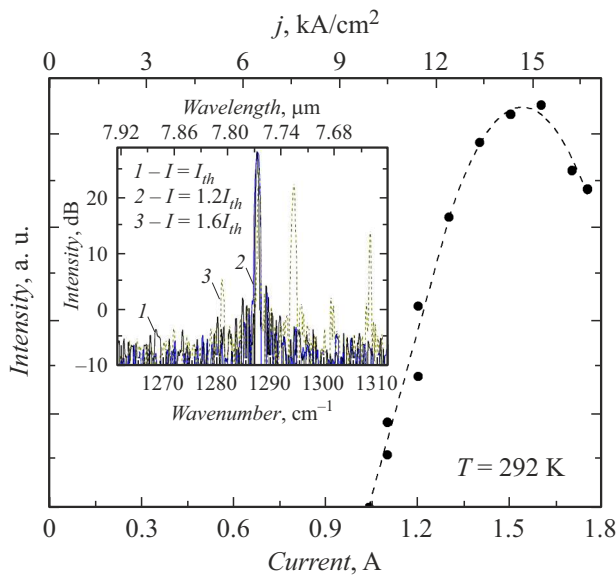 j, kA/cm²
0 3 6 9 12 15
Wavelength, μm
7.92 7.86 7.80 7.74 7.68
1 – I = Iₜₕ
2 – I = 1.2Iₜₕ
3 – I = 1.6Iₜₕ
20
10
0
–10
Intensity, dB
1
3
2
1270 1280 1290 1300 1310
Wavenumber, cm⁻¹
Intensity, a. u.
T = 292 K
0 0.3 0.6 0.9 1.2 1.5 1.8
Current, A